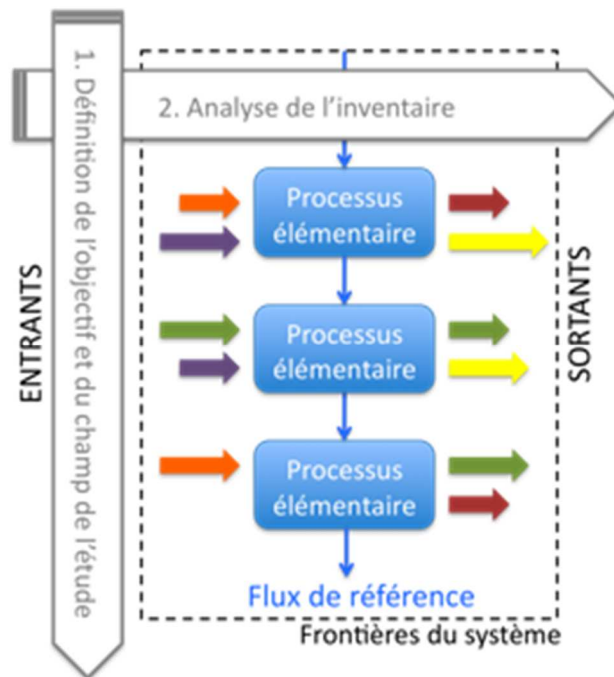 1. Définition de l'objectif et du champ de l'étude
2. Analyse de l'inventaire
ENTRANTS
Processus
élémentaire
Processus
élémentaire
Processus
élémentaire
SORTANTS
Flux de référence
Frontières du système